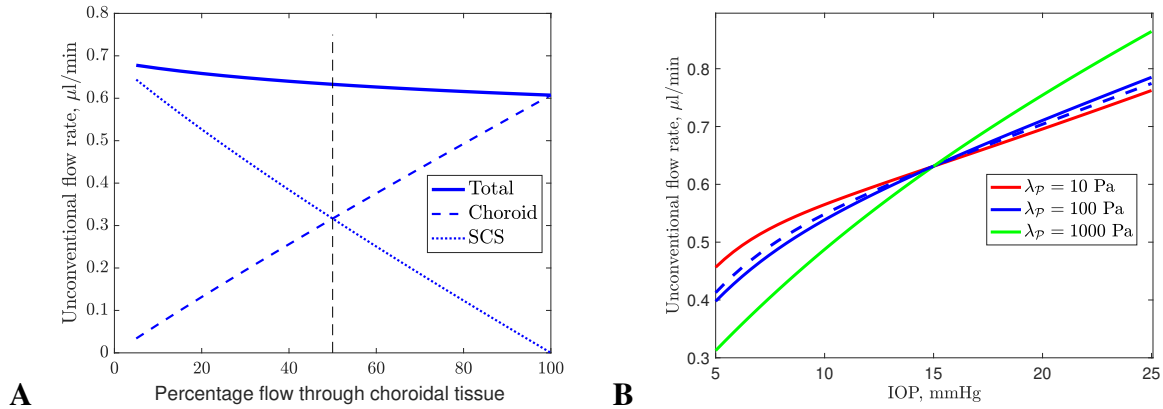 A
Unconventional flow rate, μl/min
0.8
0.7
0.6
0.5
0.4
0.3
0.2
0.1
0
0
20
40
60
80
100
Percentage flow through choroidal tissue
Total
Choroid
SCS
B
Unconventional flow rate, μl/min
0.8
0.7
0.6
0.5
0.4
0.3
5
10
15
20
25
IOP, mmHg
λ𝒫 = 10 Pa
λ𝒫 = 100 Pa
λ𝒫 = 1000 Pa